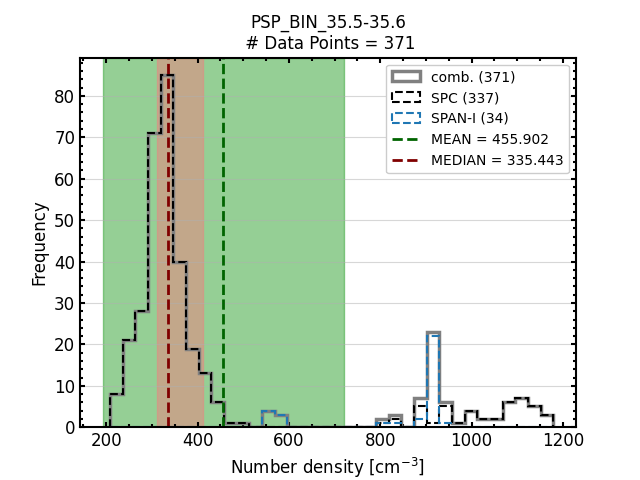 PSP_BIN_35.5-35.6
# Data Points = 371
comb. (371)
SPC (337)
SPAN-I (34)
MEAN = 455.902
MEDIAN = 335.443
Frequency
80
70
60
50
40
30
20
10
0
200 400 600 800 1000 1200
Number density [cm⁻³]